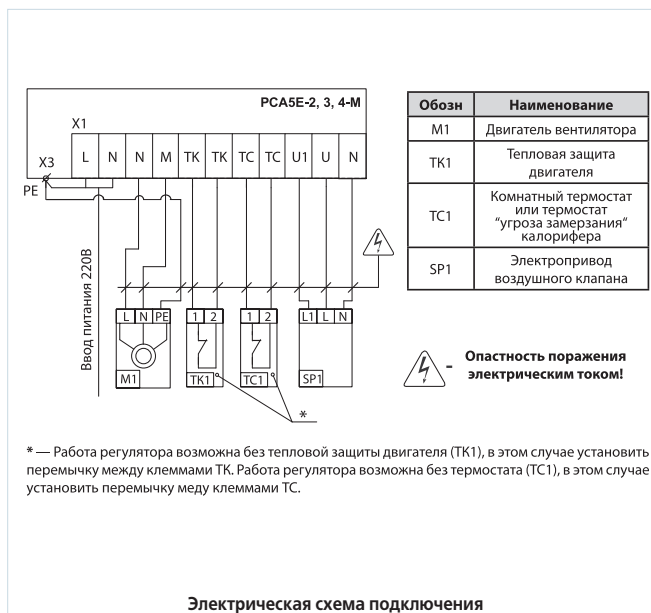 PCA5E-2, 3, 4-M
X1
X3
L N N M TK TK TC TC U1 U N
PE
Ввод питания 220В
L N PE
1 2
1 2
L1 L N
M1
TK1
TC1
SP1
*
Обозн Наименование
M1 Двигатель вентилятора
TK1 Тепловая защита
двигателя
TC1 Комнатный термостат
или термостат
“угроза замерзания“
калорифера
SP1 Электропривод
воздушного клапана
- Опастность поражения
электрическим током!
* — Работа регулятора возможна без тепловой защиты двигателя (ТК1), в этом случае установить
перемычку между клеммами ТК. Работа регулятора возможна без термостата (ТС1), в этом случае
установить перемычку меду клеммами ТС.
Электрическая схема подключения